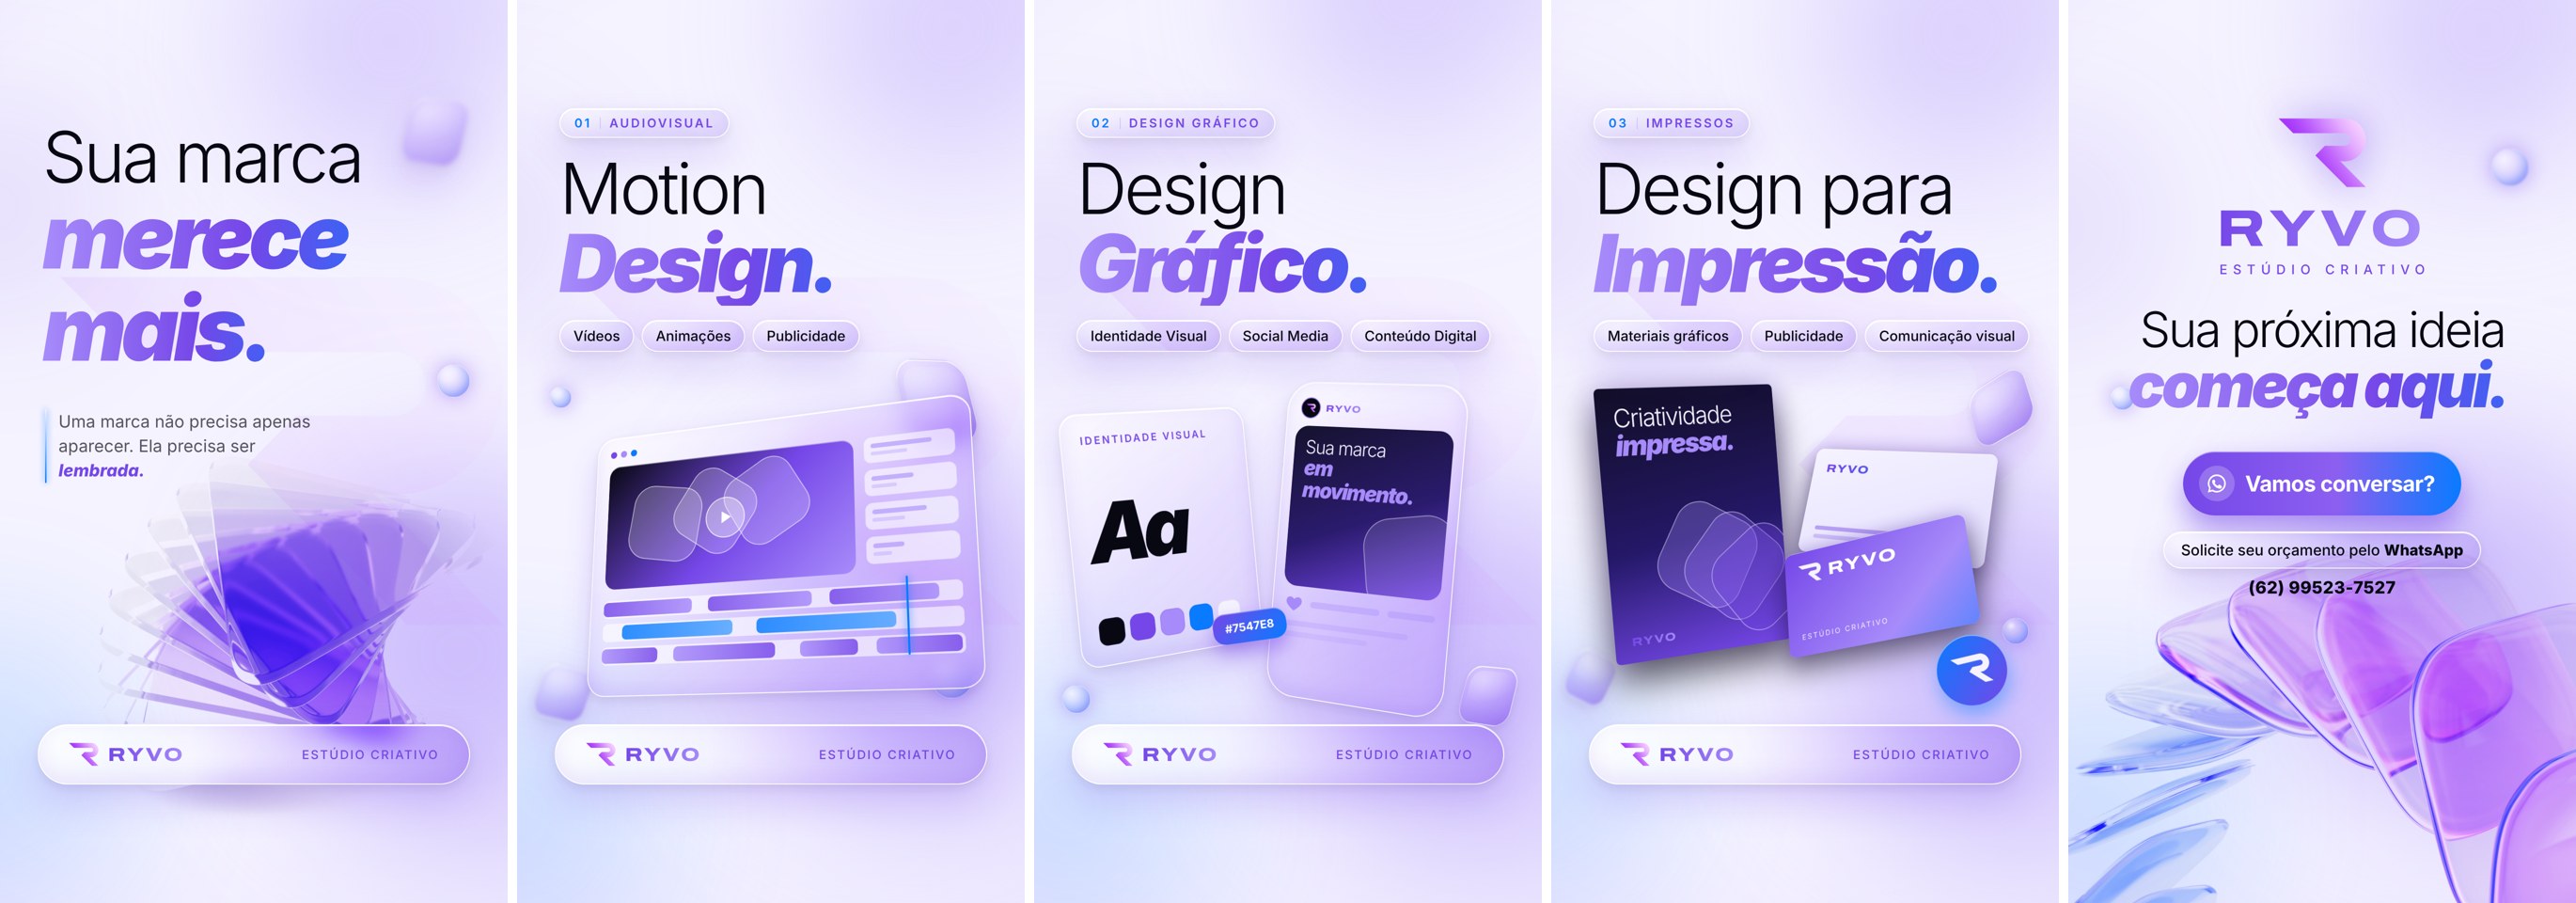 Sua marca
merece
mais.
Uma marca não precisa apenas
aparecer. Ela precisa ser
lembrada.
RYVO
ESTÚDIO CRIATIVO
01 | AUDIOVISUAL
Motion
Design.
Vídeos
Animações
Publicidade
RYVO
ESTÚDIO CRIATIVO
02 | DESIGN GRÁFICO
Design
Gráfico.
Identidade Visual
Social Media
Conteúdo Digital
IDENTIDADE VISUAL
Aa
#7547E8
RYVO
Sua marca
em
movimento.
RYVO
ESTÚDIO CRIATIVO
03 | IMPRESSOS
Design para
Impressão.
Materiais gráficos
Publicidade
Comunicação visual
Criatividade
impressa.
RYVO
RYVO
RYVO
ESTÚDIO CRIATIVO
RYVO
ESTÚDIO CRIATIVO
RYVO
ESTÚDIO CRIATIVO
Sua próxima ideia
começa aqui.
Vamos conversar?
Solicite seu orçamento pelo WhatsApp
(62) 99523-7527